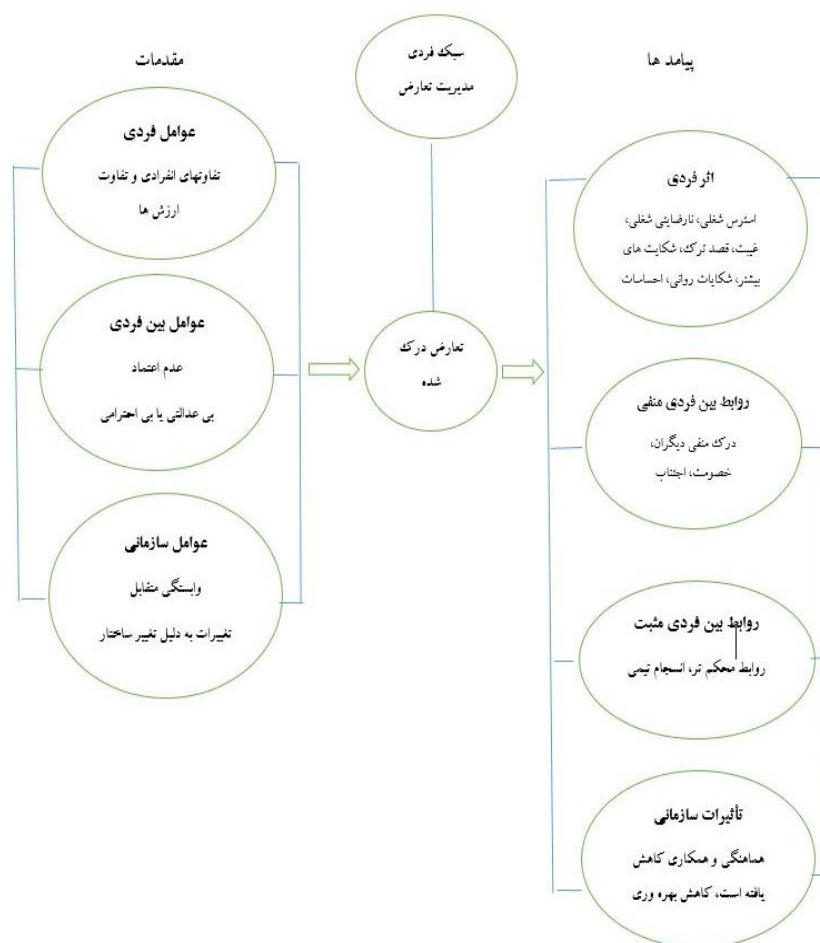 مقدمات
عوامل فردی
تفاوتهای انفرادی و تفاوت
ارزش ها
عوامل بین فردی
عدم اعتماد
بی عدالتی یا بی احترامی
عوامل سازمانی
وابستگی متقابل
تغییرات به دلیل تغییر ساختار
سبک فردی
مدیریت تعارض
تعارض درک
شده
پیامد ها
اثر فردی
استرس شغلی، نارضایتی شغلی،
غیبت، قصد ترک، شکایت های
بیشتر، شکایات روانی، احساسات
روابط بین فردی منفی
درک منفی دیگران،
خصومت، اجتناب
روابط بین فردی مثبت
روابط محکم تر، انسجام تیمی
تأثیرات سازمانی
هماهنگی و همکاری کاهش
یافته است، کاهش بهره وری